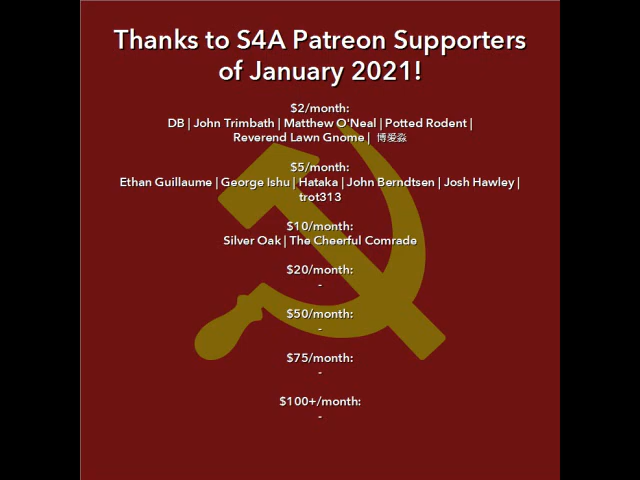 Thanks to S4A Patreon Supporters
of January 2021!
$2/month:
DB | John Trimbath | Matthew O'Neal | Potted Rodent |
Reverend Lawn Gnome | 博爱淼
$5/month:
Ethan Guillaume | George Ishu | Hataka | John Berndtsen | Josh Hawley |
trot313
$10/month:
Silver Oak | The Cheerful Comrade
$20/month:
-
$50/month:
-
$75/month:
-
$100+/month:
-